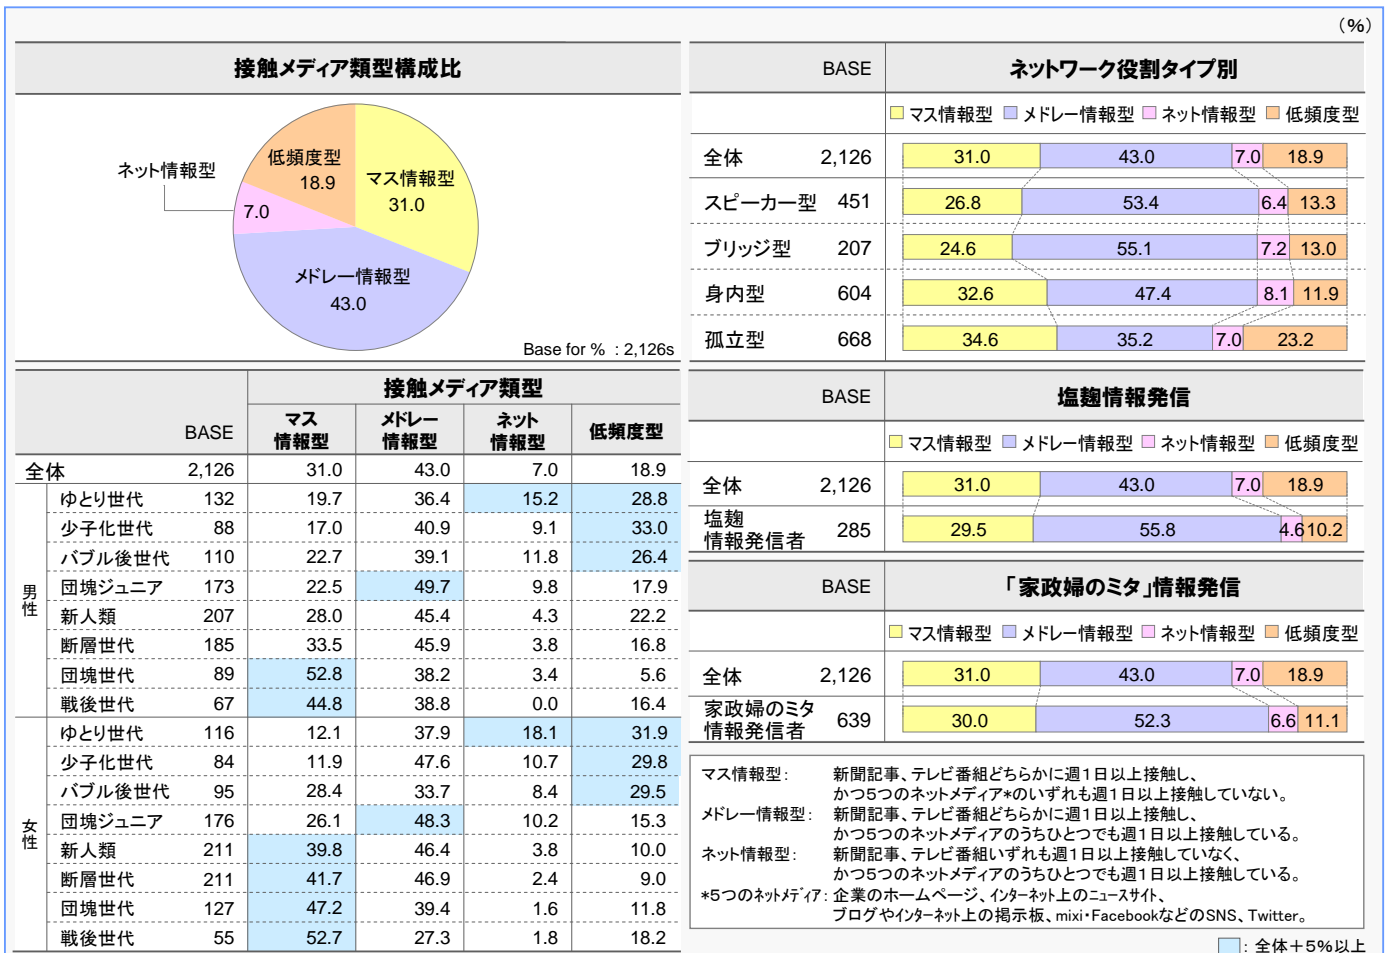 （%）
接触メディア類型構成比
ネット情報型
7.0
低頻度型
18.9
マス情報型
31.0
メドレー情報型
43.0
Base for % ：2,126s
接触メディア類型
BASE マス情報型 メドレー情報型 ネット情報型 低頻度型
全体 2,126 31.0 43.0 7.0 18.9
男性
ゆとり世代 132 19.7 36.4 15.2 28.8
少子化世代 88 17.0 40.9 9.1 33.0
バブル後世代 110 22.7 39.1 11.8 26.4
団塊ジュニア 173 22.5 49.7 9.8 17.9
新人類 207 28.0 45.4 4.3 22.2
断層世代 185 33.5 45.9 3.8 16.8
団塊世代 89 52.8 38.2 3.4 5.6
戦後世代 67 44.8 38.8 0.0 16.4
女性
ゆとり世代 116 12.1 37.9 18.1 31.9
少子化世代 84 11.9 47.6 10.7 29.8
バブル後世代 95 28.4 33.7 8.4 29.5
団塊ジュニア 176 26.1 48.3 10.2 15.3
新人類 211 39.8 46.4 3.8 10.0
断層世代 211 41.7 46.9 2.4 9.0
団塊世代 127 47.2 39.4 1.6 11.8
戦後世代 55 52.7 27.3 1.8 18.2
BASE ネットワーク役割タイプ別
マス情報型 メドレー情報型 ネット情報型 低頻度型
全体 2,126 31.0 43.0 7.0 18.9
スピーカー型 451 26.8 53.4 6.4 13.3
ブリッジ型 207 24.6 55.1 7.2 13.0
身内型 604 32.6 47.4 8.1 11.9
孤立型 668 34.6 35.2 7.0 23.2
BASE 塩麹情報発信
マス情報型 メドレー情報型 ネット情報型 低頻度型
全体 2,126 31.0 43.0 7.0 18.9
塩麹
情報発信者 285 29.5 55.8 4.6 10.2
BASE 「家政婦のミタ」情報発信
マス情報型 メドレー情報型 ネット情報型 低頻度型
全体 2,126 31.0 43.0 7.0 18.9
家政婦のミタ
情報発信者 639 30.0 52.3 6.6 11.1
マス情報型： 新聞記事、テレビ番組どちらかに週1日以上接触し、
かつ5つのネットメディア*のいずれも週1日以上接触していない。
メドレー情報型： 新聞記事、テレビ番組どちらかに週1日以上接触し、
かつ5つのネットメディアのうちひとつでも週1日以上接触している。
ネット情報型： 新聞記事、テレビ番組いずれも週1日以上接触していなく、
かつ5つのネットメディアのうちひとつでも週1日以上接触している。
*5つのネットメディア： 企業のホームページ、インターネット上のニュースサイト、
ブログやインターネット上の掲示板、mixi・FacebookなどのSNS、Twitter。
：全体＋5%以上